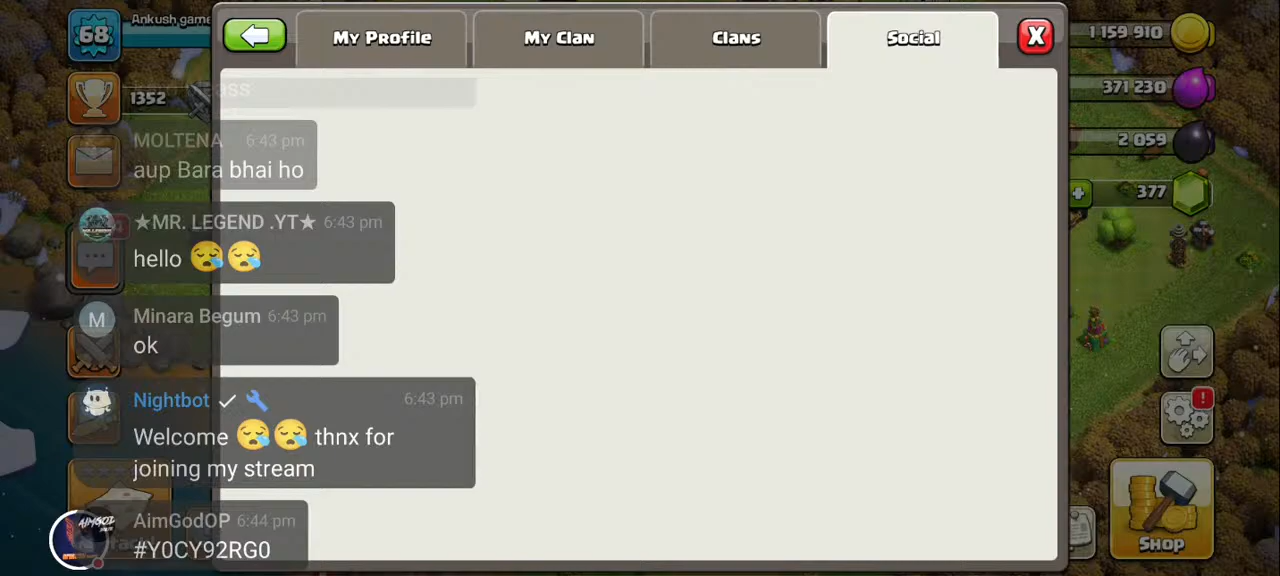 68
Ankush game
My Profile
My Clan
Clans
Social
X
1 159 910
1352
ass
371 230
MOLTENA 6:43 pm
aup Bara bhai ho
2 059
★MR. LEGEND .YT★ 6:43 pm
hello 😪😪
377
Minara Begum 6:43 pm
M
ok
Nightbot ✓ 6:43 pm
Welcome 😪😪 thnx for
joining my stream
!
AimGodOP 6:44 pm
#Y0CY92RG0
Shop